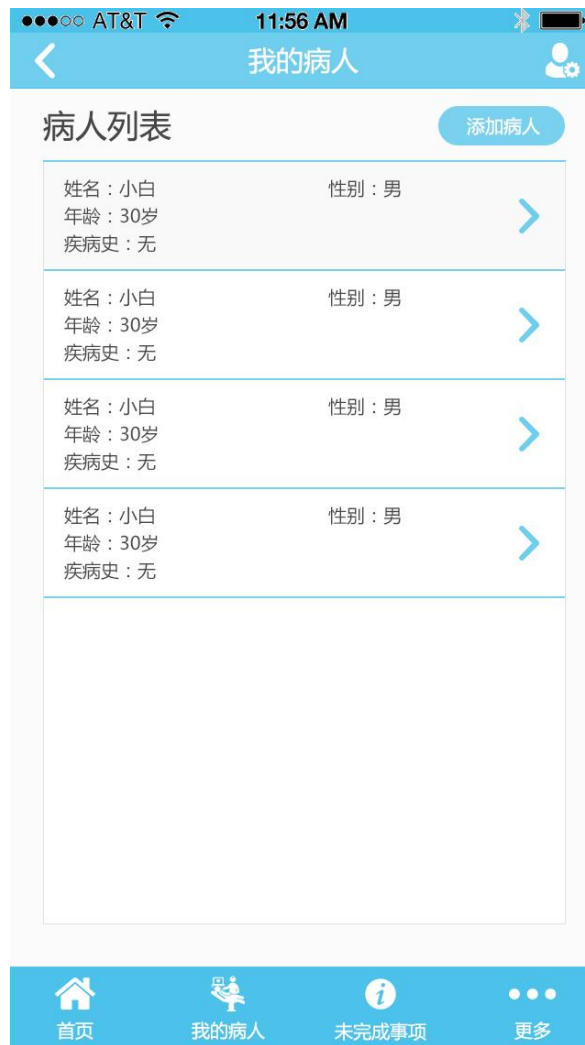 AT&T 11:56 AM
我的病人
病人列表 添加病人
姓名：小白 性别：男
年龄：30岁
疾病史：无
姓名：小白 性别：男
年龄：30岁
疾病史：无
姓名：小白 性别：男
年龄：30岁
疾病史：无
姓名：小白 性别：男
年龄：30岁
疾病史：无
首页 我的病人 未完成事项 更多